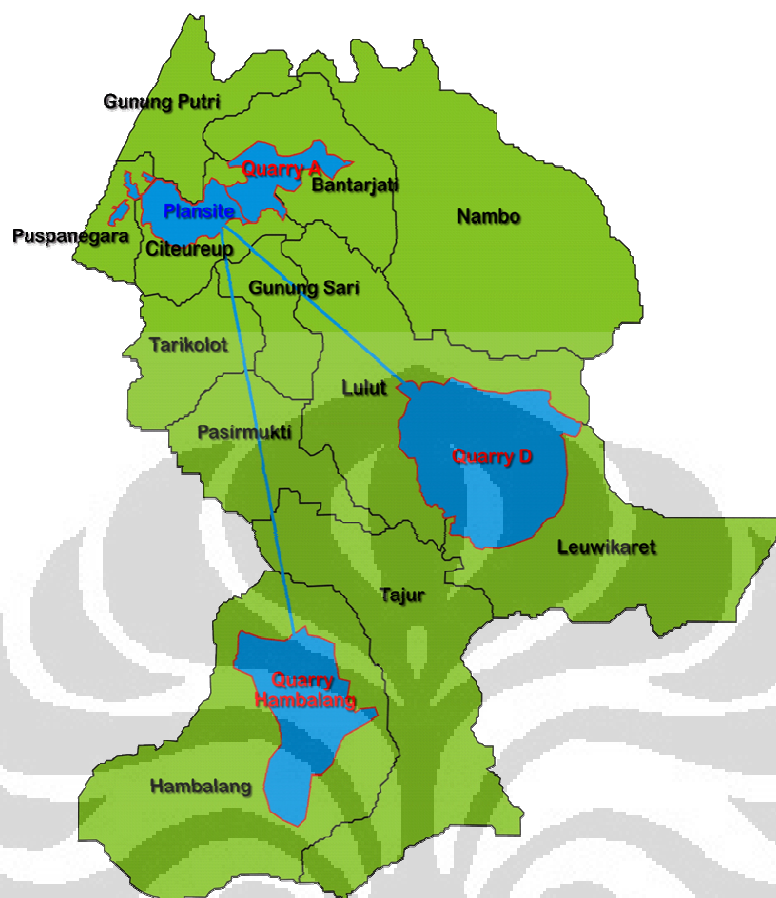 Gunung Putri
Quarry A
Bantarjati
Plansite
Nambo
Puspanegara
Citeureup
Gunung Sari
Tarikolot
Lulut
Pasirmukti
Quarry D
Leuwikaret
Tajur
Quarry
Hambalang
Hambalang